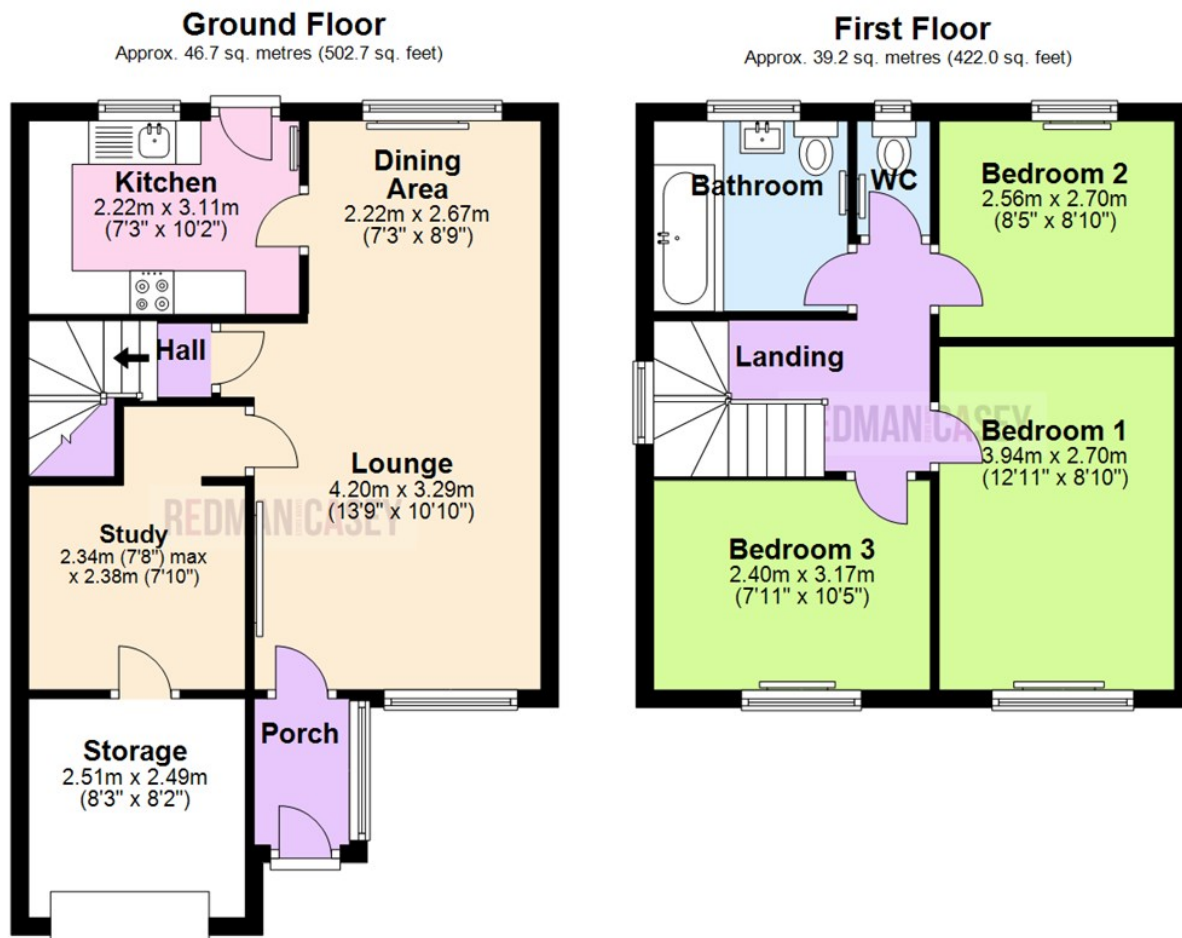 Ground Floor
Approx. 46.7 sq. metres (502.7 sq. feet)
Kitchen
2.22m x 3.11m
(7'3" x 10'2")
Dining
Area
2.22m x 2.67m
(7'3" x 8'9")
Hall
Lounge
4.20m x 3.29m
(13'9" x 10'10")
REDMAN CASEY
Study
2.34m (7'8") max
x 2.38m (7'10")
Storage
2.51m x 2.49m
(8'3" x 8'2")
Porch
First Floor
Approx. 39.2 sq. metres (422.0 sq. feet)
Bathroom
WC
Bedroom 2
2.56m x 2.70m
(8'5" x 8'10")
Landing
REDMAN CASEY
Bedroom 1
3.94m x 2.70m
(12'11" x 8'10")
Bedroom 3
2.40m x 3.17m
(7'11" x 10'5")